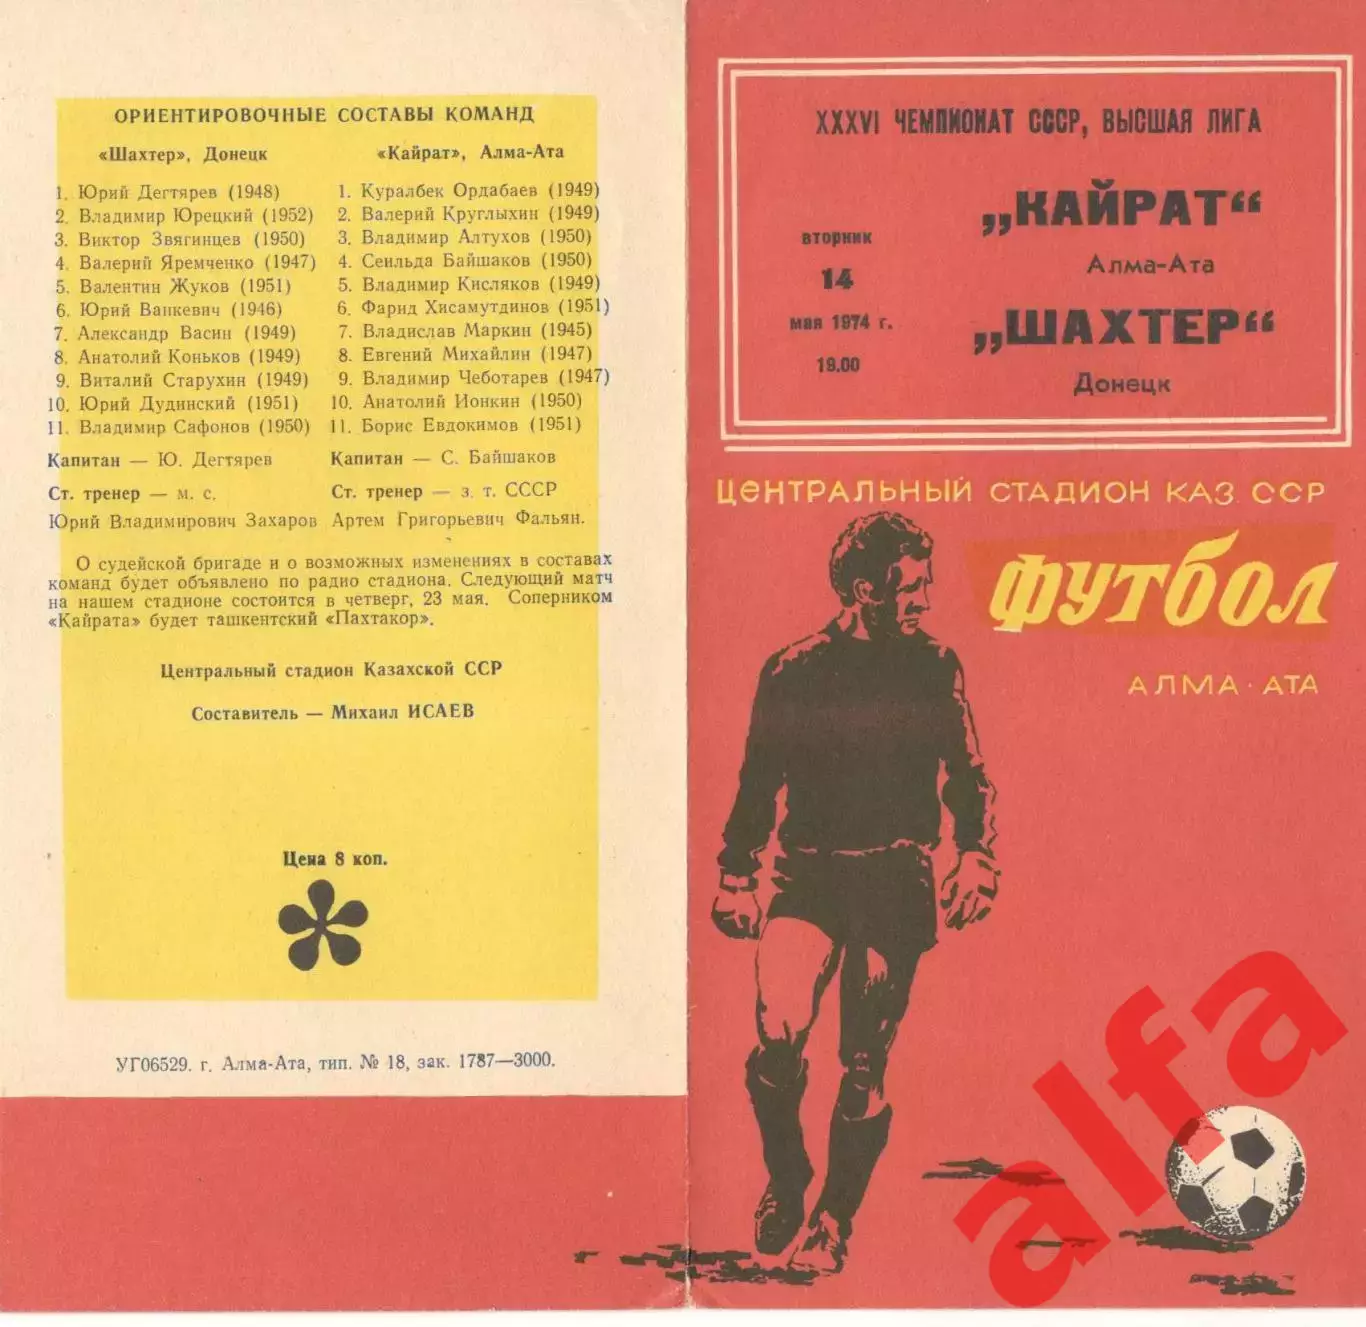 ОРИЕНТИРОВОЧНЫЕ СОСТАВЫ КОМАНД
«Шахтер», Донецк
1. Юрий Дегтярев (1948)
2. Владимир Юрецкий (1952)
3. Виктор Звягинцев (1950)
4. Валерий Яремченко (1947)
5. Валентин Жуков (1951)
6. Юрий Ванкевич (1946)
7. Александр Васин (1949)
8. Анатолий Коньков (1949)
9. Виталий Старухин (1949)
10. Юрий Дудинский (1951)
11. Владимир Сафонов (1950)
Капитан — Ю. Дегтярев
Ст. тренер — м. с.
Юрий Владимирович Захаров
«Кайрат», Алма-Ата
1. Куралбек Ордабаев (1949)
2. Валерий Круглыхин (1949)
3. Владимир Алтухов (1950)
4. Сеильда Байшаков (1950)
5. Владимир Кисляков (1949)
6. Фарид Хисамутдинов (1951)
7. Владислав Маркин (1945)
8. Евгений Михайлин (1947)
9. Владимир Чеботарев (1947)
10. Анатолий Ионкин (1950)
11. Борис Евдокимов (1951)
Капитан — С. Байшаков
Ст. тренер — з. т. СССР
Артем Григорьевич Фальян.
О судейской бригаде и о возможных изменениях в составах
команд будет объявлено по радио стадиона. Следующий матч
на нашем стадионе состоится в четверг, 23 мая. Соперником
«Кайрата» будет ташкентский «Пахтакор».
Центральный стадион Казахской ССР
Составитель — Михаил ИСАЕВ
Цена 8 коп.
УГ06529. г. Алма-Ата, тип. № 18, зак. 1787—3000.
XXXVI ЧЕМПИОНАТ СССР, ВЫСШАЯ ЛИГА
вторник
14
мая 1974 г.
19.00
„КАЙРАТ“
Алма-Ата
„ШАХТЕР“
Донецк
ЦЕНТРАЛЬНЫЙ СТАДИОН КАЗ. ССР
ФУТБОЛ
АЛМА-АТА
alfa